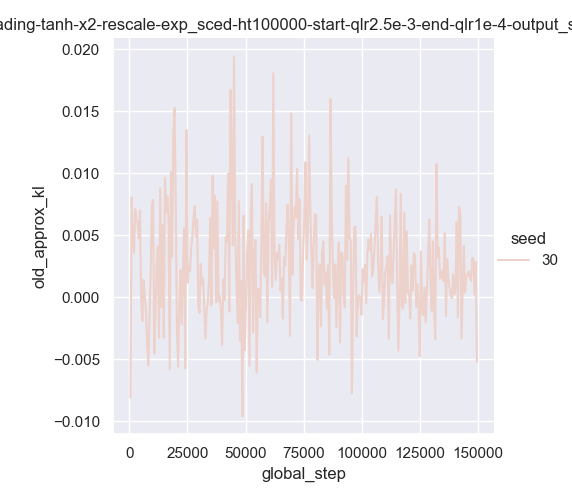 ading-tanh-x2-rescale-exp_sced-ht100000-start-qlr2.5e-3-end-qlr1e-4-output_s
0.020
0.015
0.010
0.005
0.000
−0.005
−0.010
old_approx_kl
seed
30
0 25000 50000 75000 100000 125000 150000
global_step